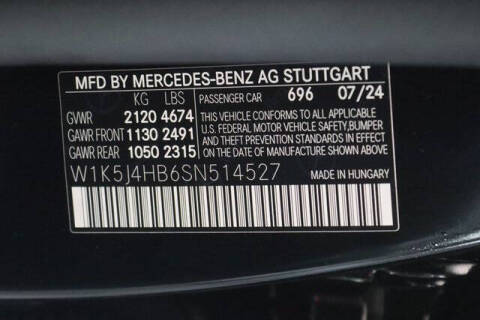 MFD BY MERCEDES-BENZ AG STUTTGART
KG LBS PASSENGER CAR 696 07/24
GVWR 2120 4674 THIS VEHICLE CONFORMS TO ALL APPLICABLE
GAWR FRONT 1130 2491 U.S. FEDERAL MOTOR VEHICLE SAFETY,BUMPER
AND THEFT PREVENTION STANDARDS IN EFFECT
GAWR REAR 1050 2315 ON THE DATE OF MANUFACTURE SHOWN ABOVE
W1K5J4HB6SN514527 MADE IN HUNGARY